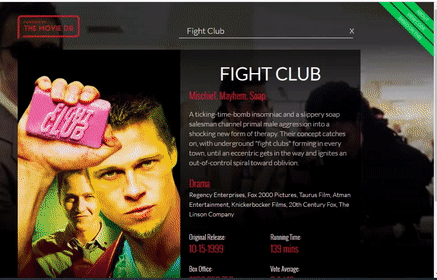 POWERED BY
THE MOVIE DB
Fight Club
X
FIGHT CLUB
FIGHT
CLUB
Mischief. Mayhem. Soap.
A ticking-time-bomb insomniac and a slippery soap
salesman channel primal male aggression into a
shocking new form of therapy. Their concept catches
on, with underground "fight clubs" forming in every
town, until an eccentric gets in the way and ignites an
out-of-control spiral toward oblivion.
Drama
Regency Enterprises, Fox 2000 Pictures, Taurus Film, Atman
Entertainment, Knickerbocker Films, 20th Century Fox, The
Linson Company
Original Release:
Running Time:
10-15-1999
139 mins
Box Office:
Vote Average: